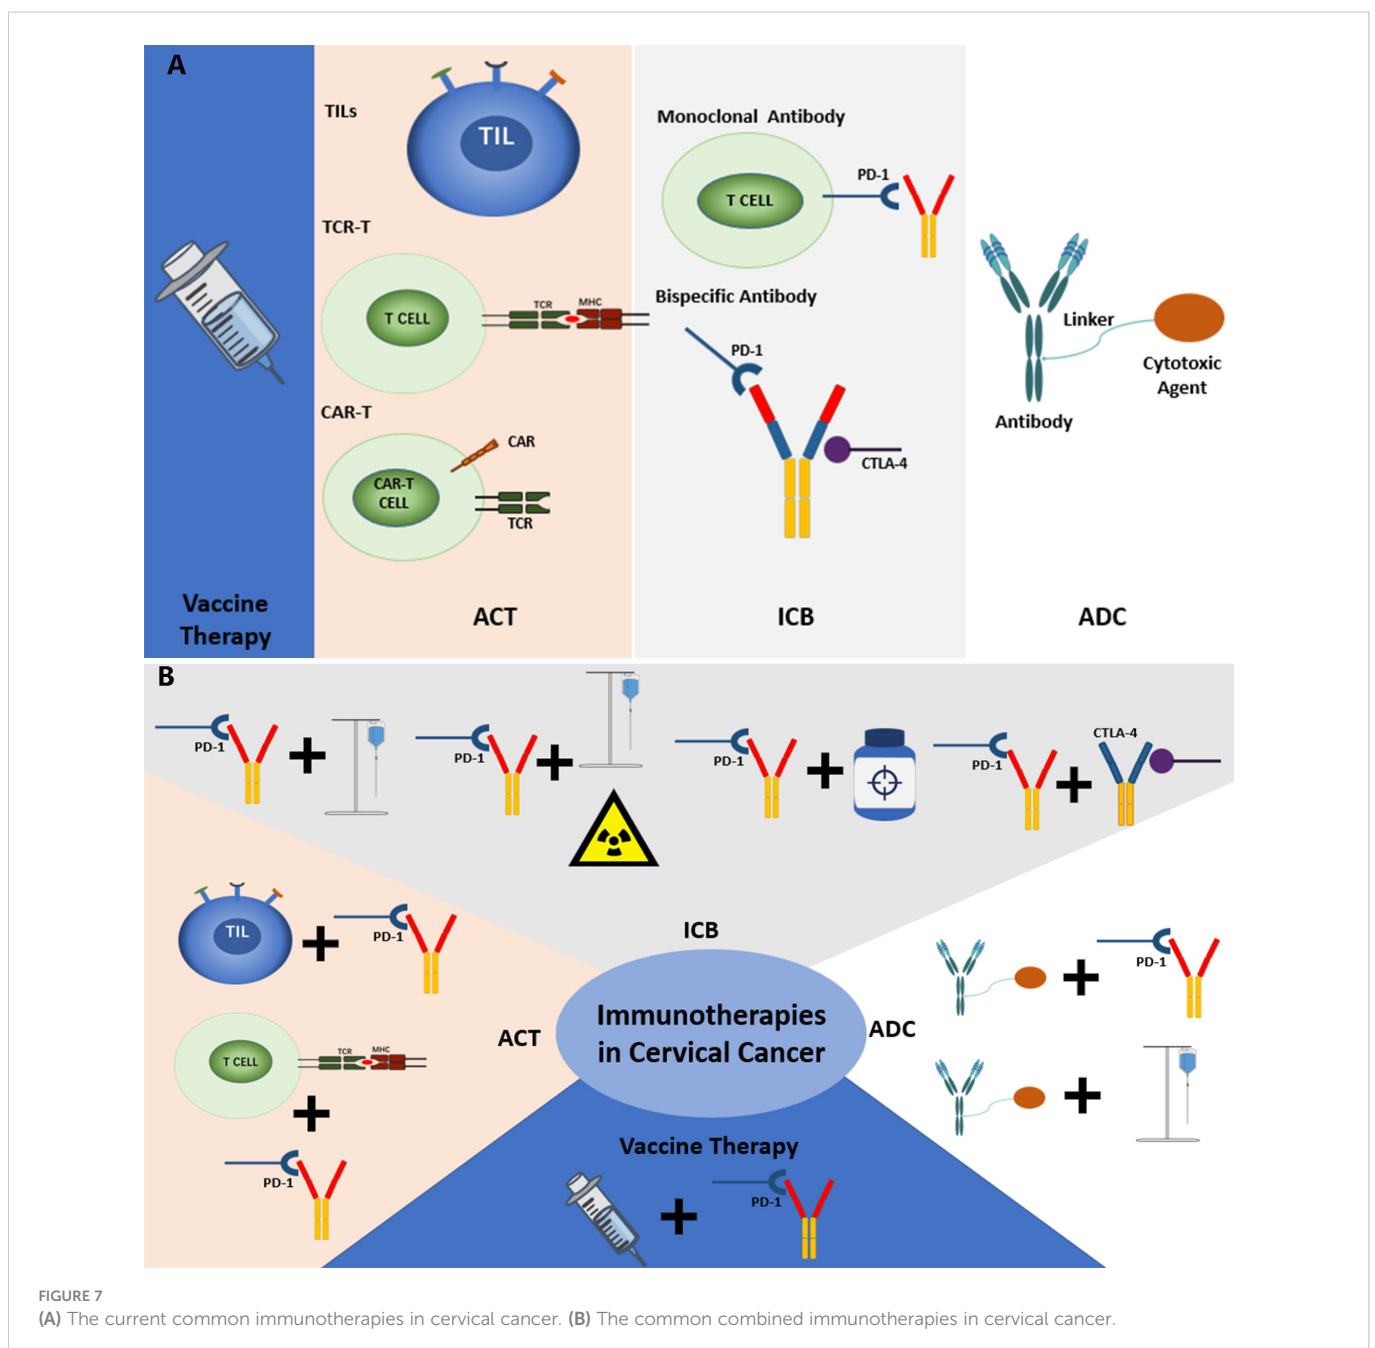 A
TILs
TIL
TCR-T
T CELL
TCR
MHC
CAR-T
CAR
CAR-T
CELL
TCR
Vaccine
Therapy
ACT
Monoclonal Antibody
T CELL
PD-1
Bispecific Antibody
PD-1
CTLA-4
ICB
Linker
Cytotoxic
Agent
Antibody
ADC
B
PD-1
PD-1
PD-1
PD-1
CTLA-4
ICB
TIL
PD-1
T CELL
TCR
MHC
PD-1
ACT
Immunotherapies
in Cervical Cancer
ADC
PD-1
Vaccine Therapy
PD-1
FIGURE 7
(A) The current common immunotherapies in cervical cancer. (B) The common combined immunotherapies in cervical cancer.